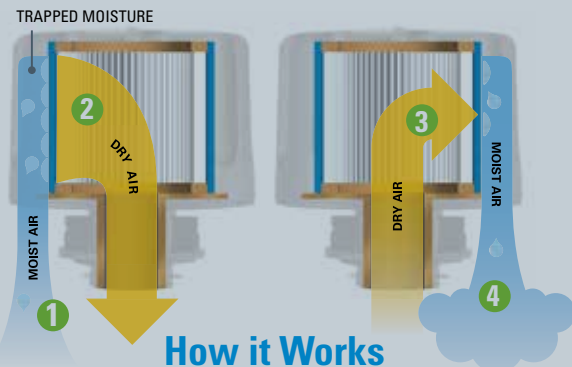 TRAPPED MOISTURE
2
DRY AIR
MOIST AIR
1
3
DRY AIR
MOIST AIR
4
How it Works